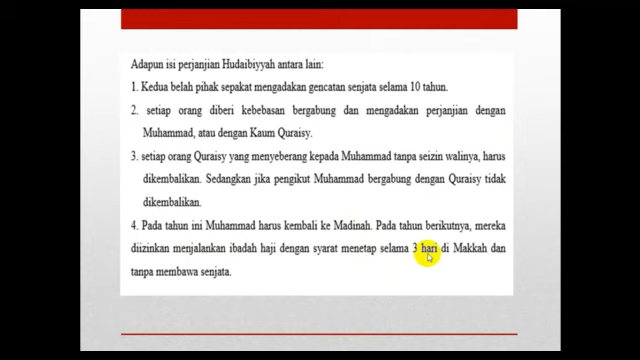 Adapun isi perjanjian Hudaibiyyah antara lain:
1. Kedua belah pihak sepakat mengadakan gencatan senjata selama 10 tahun.
2. setiap orang diberi kebebasan bergabung dan mengadakan perjanjian dengan
Muhammad, atau dengan Kaum Quraisy.
3. setiap orang Quraisy yang menyeberang kepada Muhammad tanpa seizin walinya, harus
dikembalikan. Sedangkan jika pengikut Muhammad bergabung dengan Quraisy tidak
dikembalikan.
4. Pada tahun ini Muhammad harus kembali ke Madinah. Pada tahun berikutnya, mereka
diizinkan menjalankan ibadah haji dengan syarat menetap selama 3 hari di Makkah dan
tanpa membawa senjata.